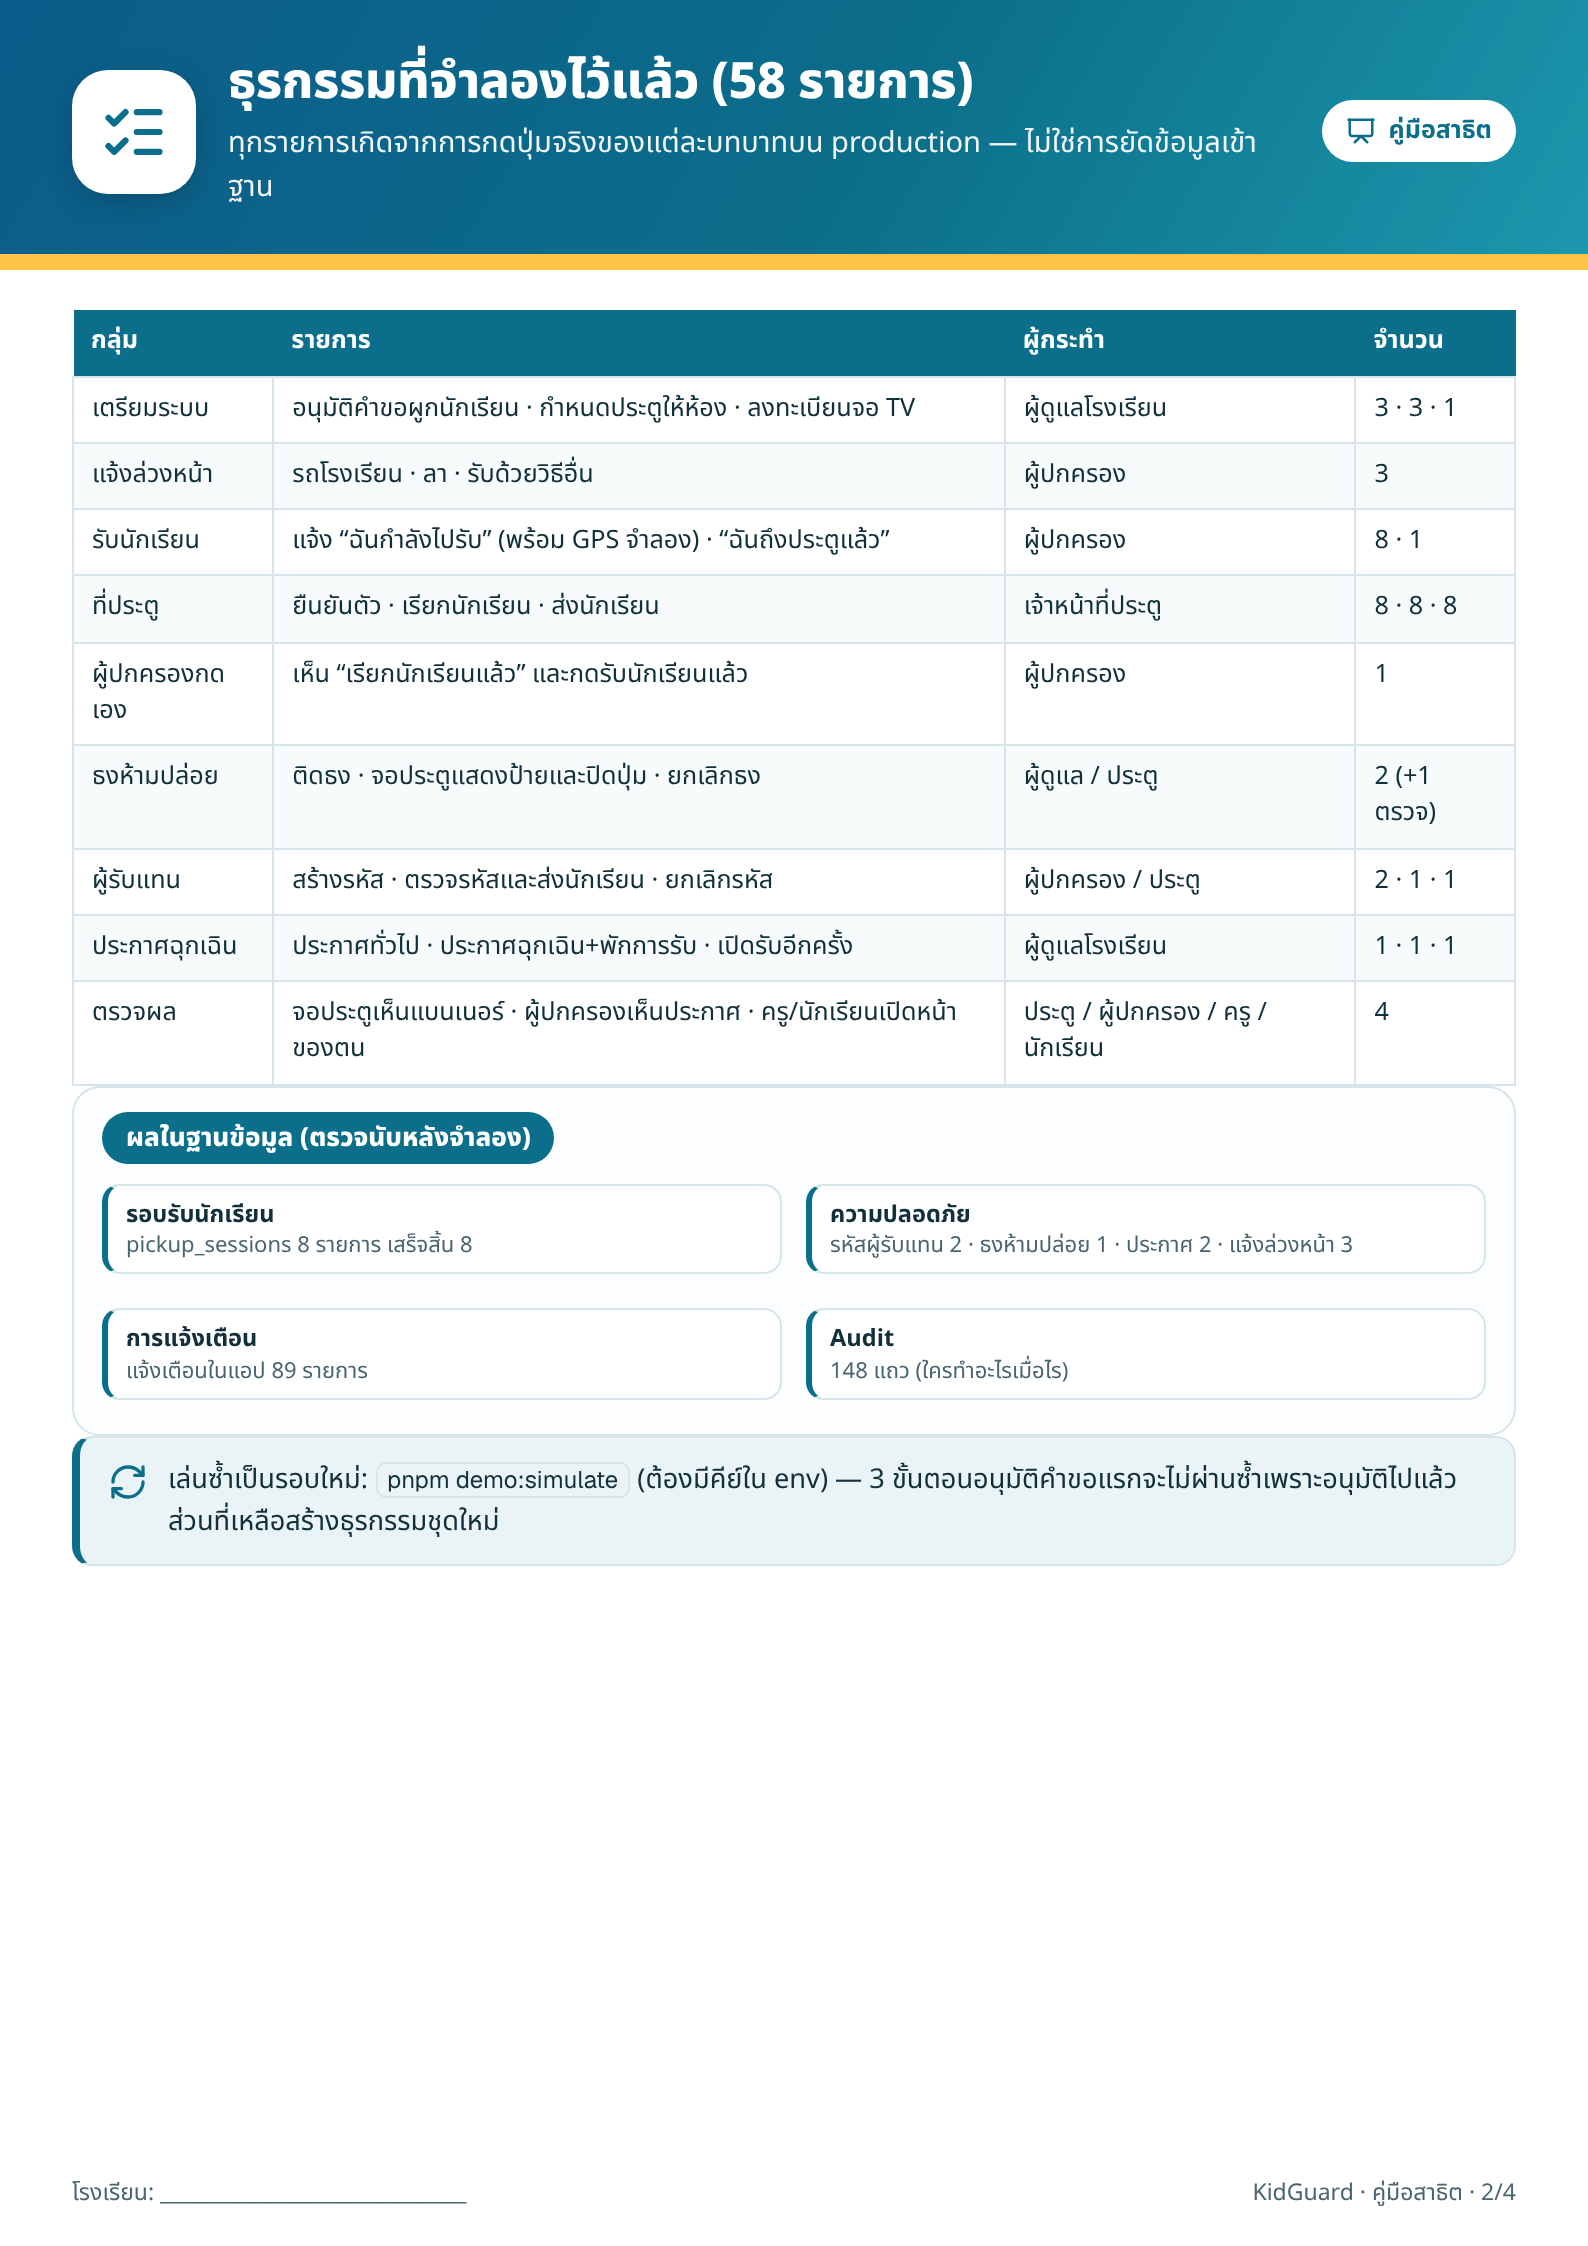 ธุรกรรมที่จำลองไว้แล้ว (58 รายการ)
ทุกรายการเกิดจากการกดปุ่มจริงของแต่ละบทบาทบน production — ไม่ใช่การยัดข้อมูลเข้า
ฐาน
คู่มือสาธิต
กลุ่ม รายการ ผู้กระทำ จำนวน
เตรียมระบบ อนุมัติคำขอผูกนักเรียน · กำหนดประตูให้ห้อง · ลงทะเบียนจอ TV ผู้ดูแลโรงเรียน 3 · 3 · 1
แจ้งล่วงหน้า รถโรงเรียน · ลา · รับด้วยวิธีอื่น ผู้ปกครอง 3
รับนักเรียน แจ้ง “ฉันกำลังไปรับ” (พร้อม GPS จำลอง) · “ฉันถึงประตูแล้ว” ผู้ปกครอง 8 · 1
ที่ประตู ยืนยันตัว · เรียกนักเรียน · ส่งนักเรียน เจ้าหน้าที่ประตู 8 · 8 · 8
ผู้ปกครองกด เห็น “เรียกนักเรียนแล้ว” และกดรับนักเรียนแล้ว ผู้ปกครอง 1
เอง
ธงห้ามปล่อย ติดธง · จอประตูแสดงป้ายและปิดปุ่ม · ยกเลิกธง ผู้ดูแล / ประตู 2 (+1
ตรวจ)
ผู้รับแทน สร้างรหัส · ตรวจรหัสและส่งนักเรียน · ยกเลิกรหัส ผู้ปกครอง / ประตู 2 · 1 · 1
ประกาศฉุกเฉิน ประกาศทั่วไป · ประกาศฉุกเฉิน+พักการรับ · เปิดรับอีกครั้ง ผู้ดูแลโรงเรียน 1 · 1 · 1
ตรวจผล จอประตูเห็นแบนเนอร์ · ผู้ปกครองเห็นประกาศ · ครู/นักเรียนเปิดหน้า ประตู / ผู้ปกครอง / ครู / 4
ของตน นักเรียน
ผลในฐานข้อมูล (ตรวจนับหลังจำลอง)
รอบรับนักเรียน
pickup_sessions 8 รายการ เสร็จสิ้น 8
ความปลอดภัย
รหัสผู้รับแทน 2 · ธงห้ามปล่อย 1 · ประกาศ 2 · แจ้งล่วงหน้า 3
การแจ้งเตือน
แจ้งเตือนในแอป 89 รายการ
Audit
148 แถว (ใครทำอะไรเมื่อไร)
เล่นซ้ำเป็นรอบใหม่: pnpm demo:simulate (ต้องมีคีย์ใน env) — 3 ขั้นตอนอนุมัติคำขอแรกจะไม่ผ่านซ้ำเพราะอนุมัติไปแล้ว
ส่วนที่เหลือสร้างธุรกรรมชุดใหม่
โรงเรียน: ____________________________
KidGuard · คู่มือสาธิต · 2/4